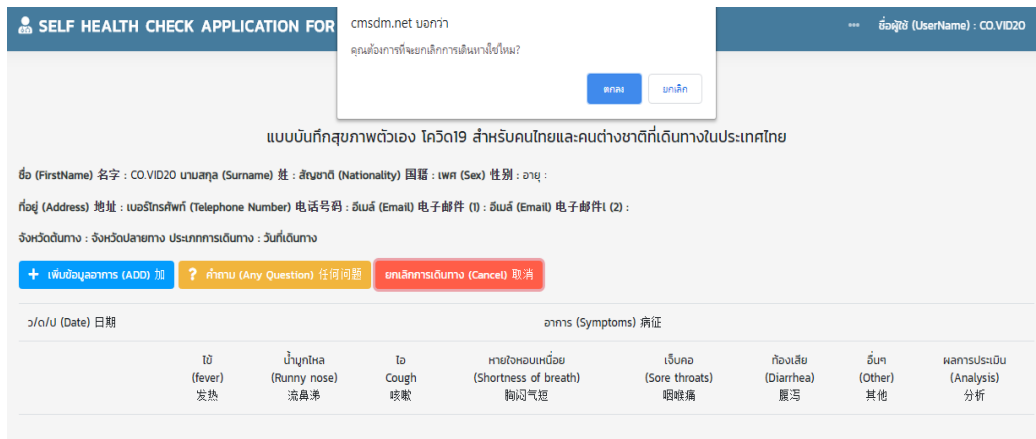 SELF HEALTH CHECK APPLICATION FOR
cmsdm.net บอกว่า
คุณต้องการที่จะยกเลิกการเดินทางใช่ไหม?
ตกลง
ยกเลิก
ชื่อผู้ใช้ (UserName) : CO.VID20
แบบบันทึกสุขภาพตัวเอง โควิด19 สำหรับคนไทยและคนต่างชาติที่เดินทางในประเทศไทย
ชื่อ (FirstName) 名字 : CO.VID20 นามสกุล (Surname) 姓 : สัญชาติ (Nationality) 国籍 : เพศ (Sex) 性别 : อายุ :
ที่อยู่ (Address) 地址 : เบอร์โทรศัพท์ (Telephone Number) 电话号码 : อีเมล์ (Email) 电子邮件 (1) : อีเมล์ (Email) 电子邮件l (2) :
จังหวัดต้นทาง : จังหวัดปลายทาง ประเภทการเดินทาง : วันที่เดินทาง
+ เพิ่มข้อมูลอาการ (ADD) 加 ? คำถาม (Any Question) 任何问题 ยกเลิกการเดินทาง (Cancel) 取消
ว/ด/ป (Date) 日期 อาการ (Symptoms) 病征
ไข้ น้ำมูกไหล ไอ หายใจหอบเหนื่อย เจ็บคอ ท้องเสีย อื่นๆ ผลการประเมิน
(fever) (Runny nose) Cough (Shortness of breath) (Sore throats) (Diarrhea) (Other) (Analysis)
发热 流鼻涕 咳嗽 胸闷气短 咽喉痛 腹泻 其他 分析